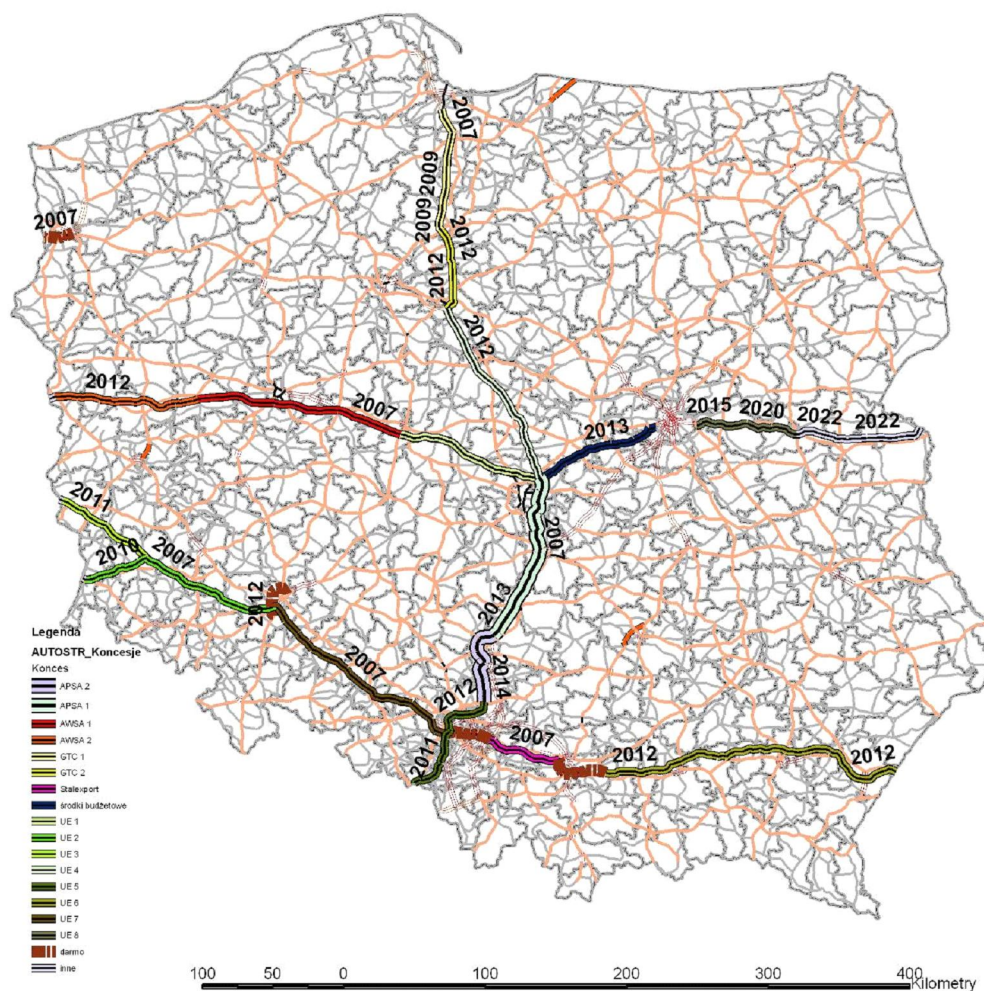 2007
2009
2009
2012
2012
2007
2012
2012
2007
2013
2015
2020
2022
2022
2011
2010
2007
2012
2007
2013
2007
2014
2012
2011
2007
2012
2012
Legenda
AUTOSTR_Koncesje
Konces
APSA 2
APSA 1
AWSA 1
AWSA 2
GTC 1
GTC 2
Stalexport
środki budżetowe
UE 1
UE 2
UE 3
UE 4
UE 5
UE 6
UE 7
UE 8
darmo
inne
100 50 0 100 200 300 400
Kilometry